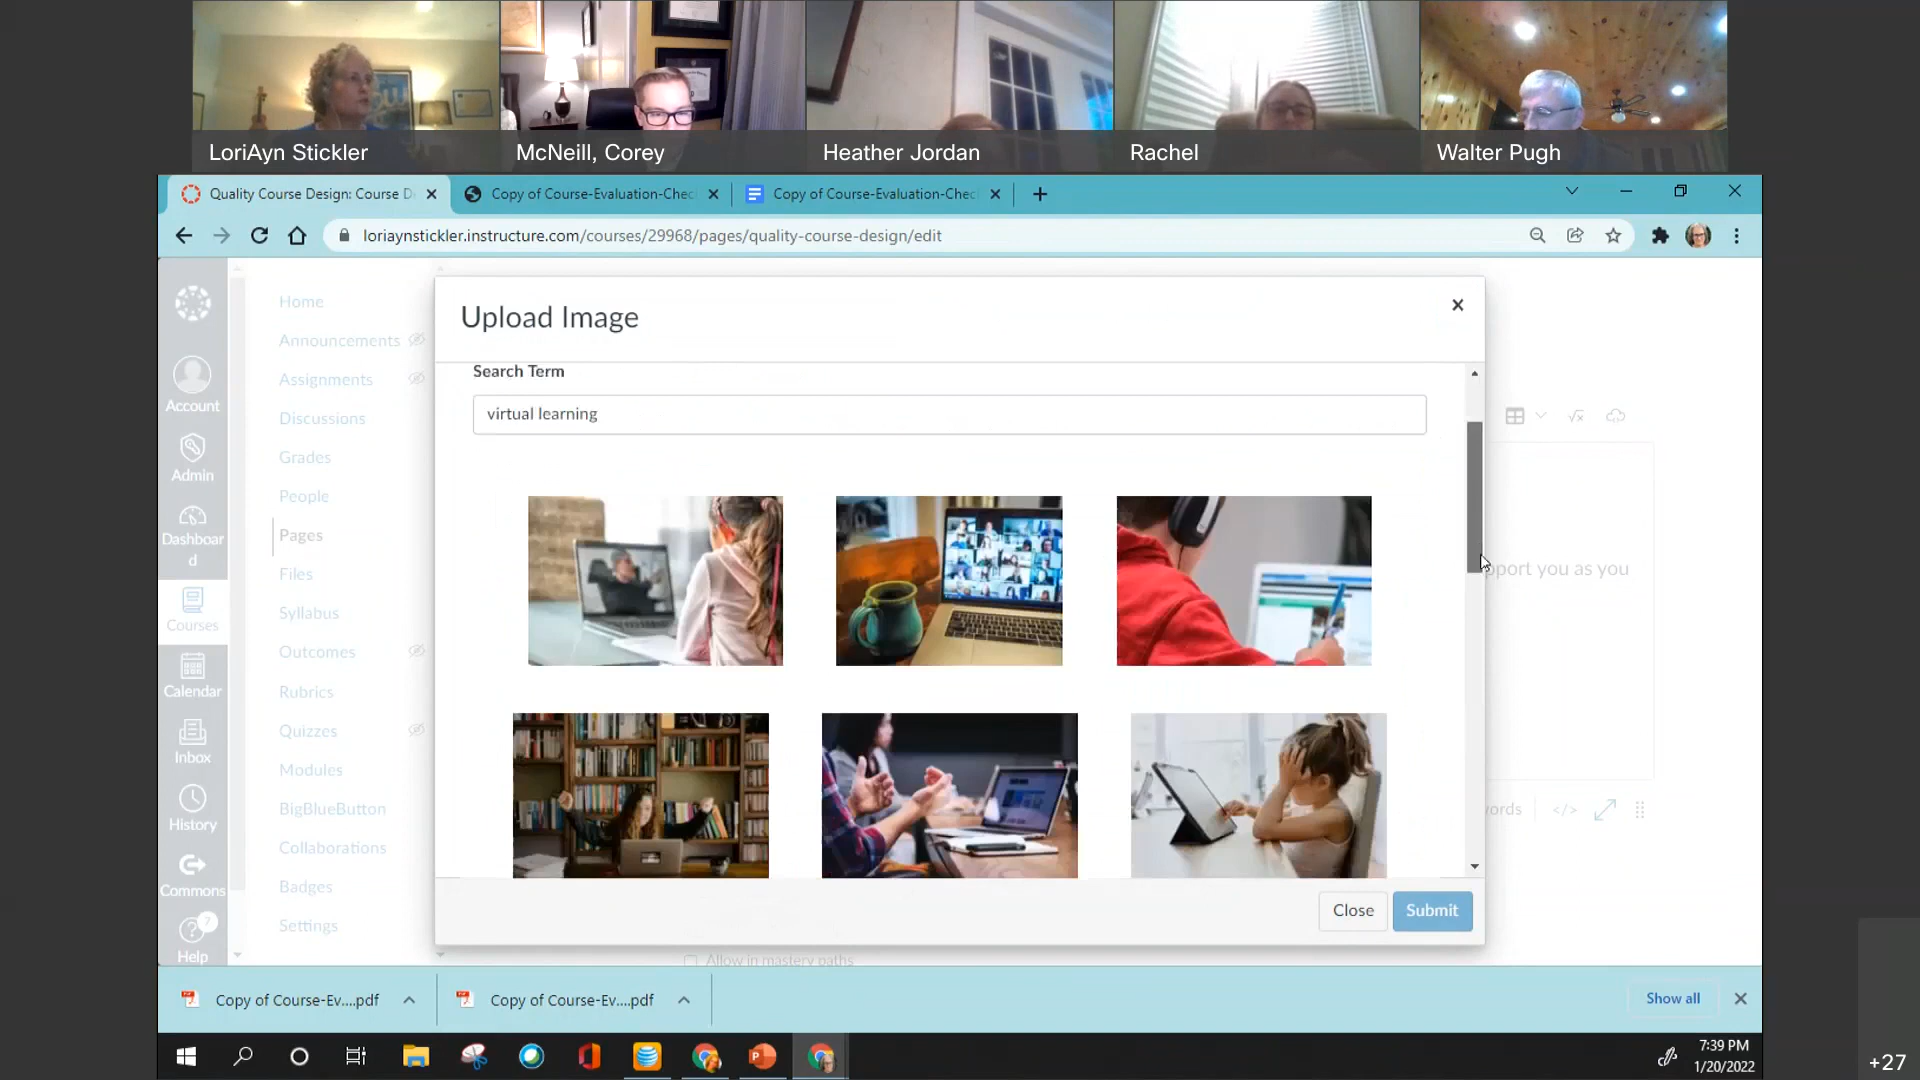 LoriAyn Stickler
McNeill, Corey
Heather Jordan
Rachel
Walter Pugh
Quality Course Design: Course D
Copy of Course-Evaluation-Chec
Copy of Course-Evaluation-Chec
loriaynstickler.instructure.com/courses/29968/pages/quality-course-design/edit
Account
Admin
Dashboar
d
Courses
Calendar
Inbox
History
Commons
7
Help
Home
Announcements
Assignments
Discussions
Grades
People
Pages
Files
Syllabus
Outcomes
Rubrics
Quizzes
Modules
BigBlueButton
Collaborations
Badges
Settings
Upload Image
Search Term
virtual learning
pport you as you
ords
</>
Close
Submit
Allow in mastery paths
Copy of Course-Ev....pdf
Copy of Course-Ev....pdf
Show all
7:39 PM
1/20/2022
+27